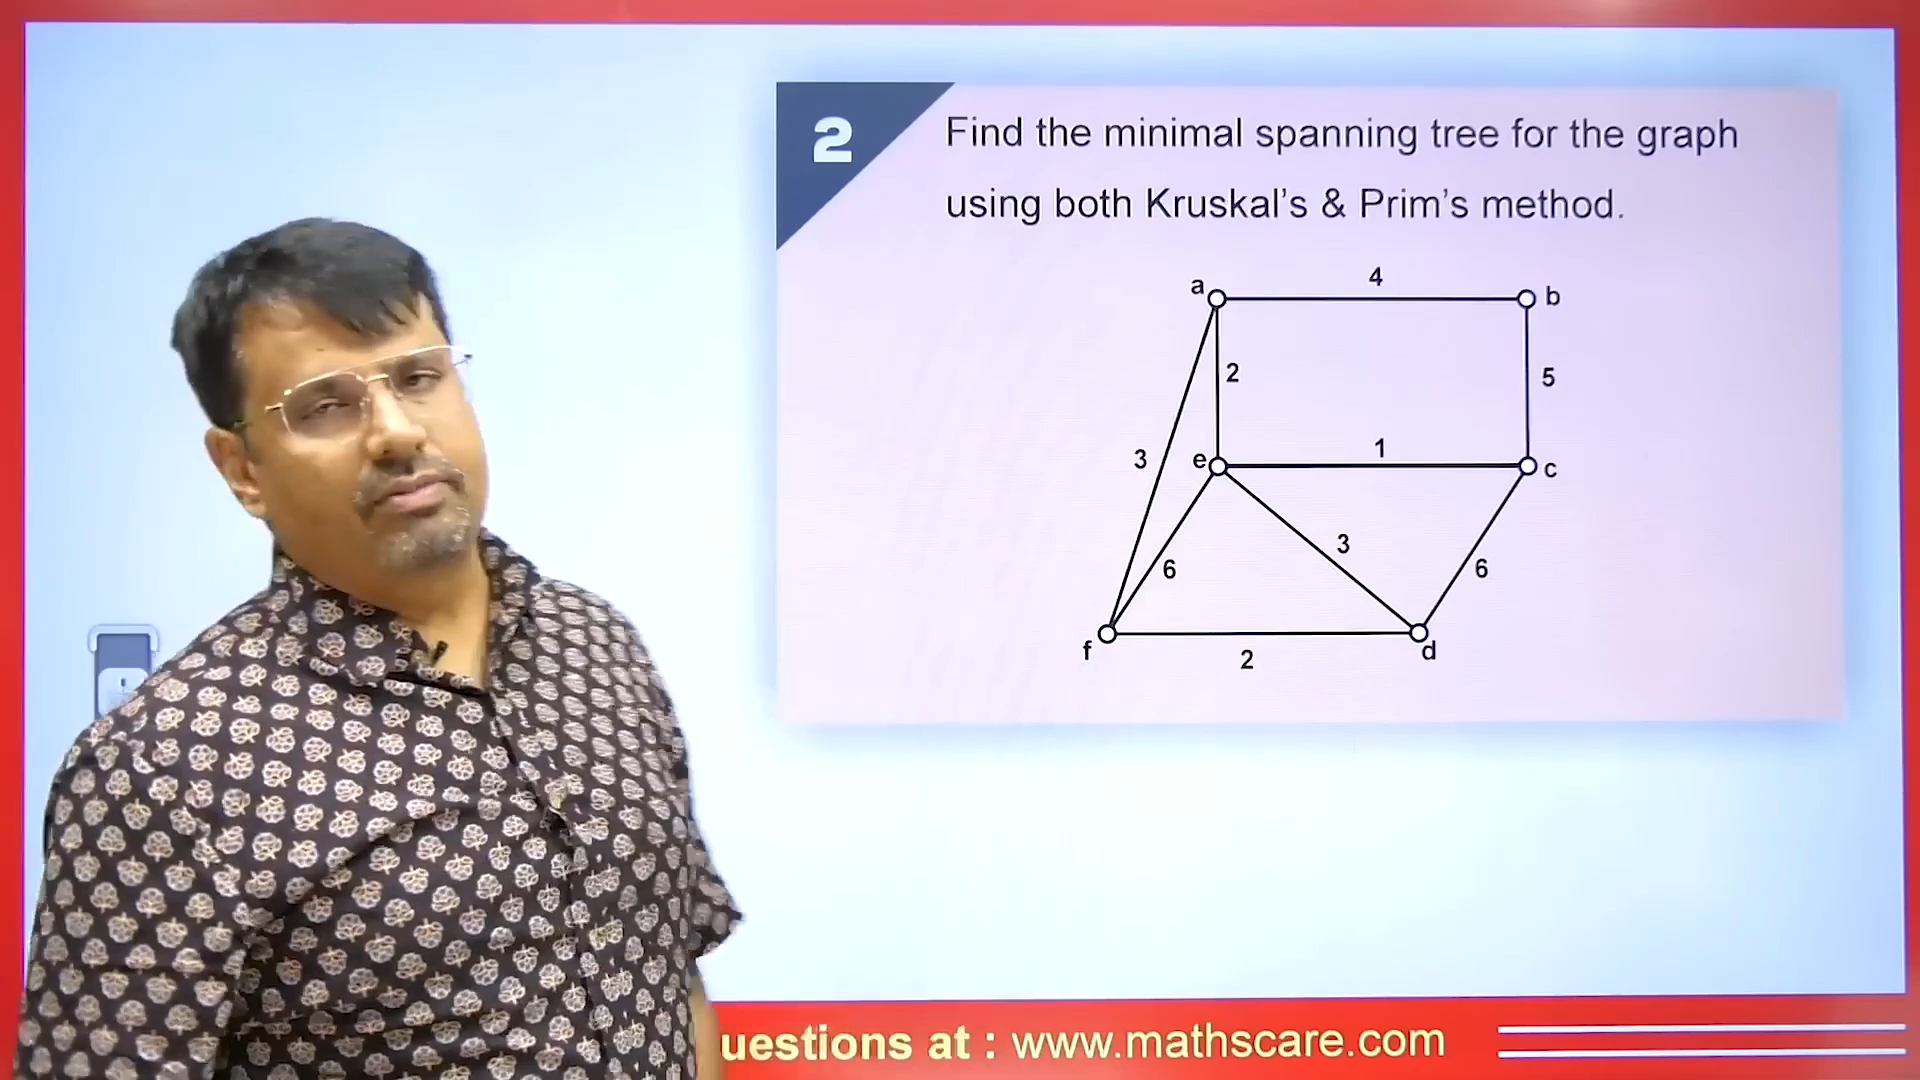 2
Find the minimal spanning tree for the graph
using both Kruskal’s & Prim’s method.
4
a
b
2
5
1
3
e
c
3
6
6
f
d
2
uestions at : www.mathscare.com